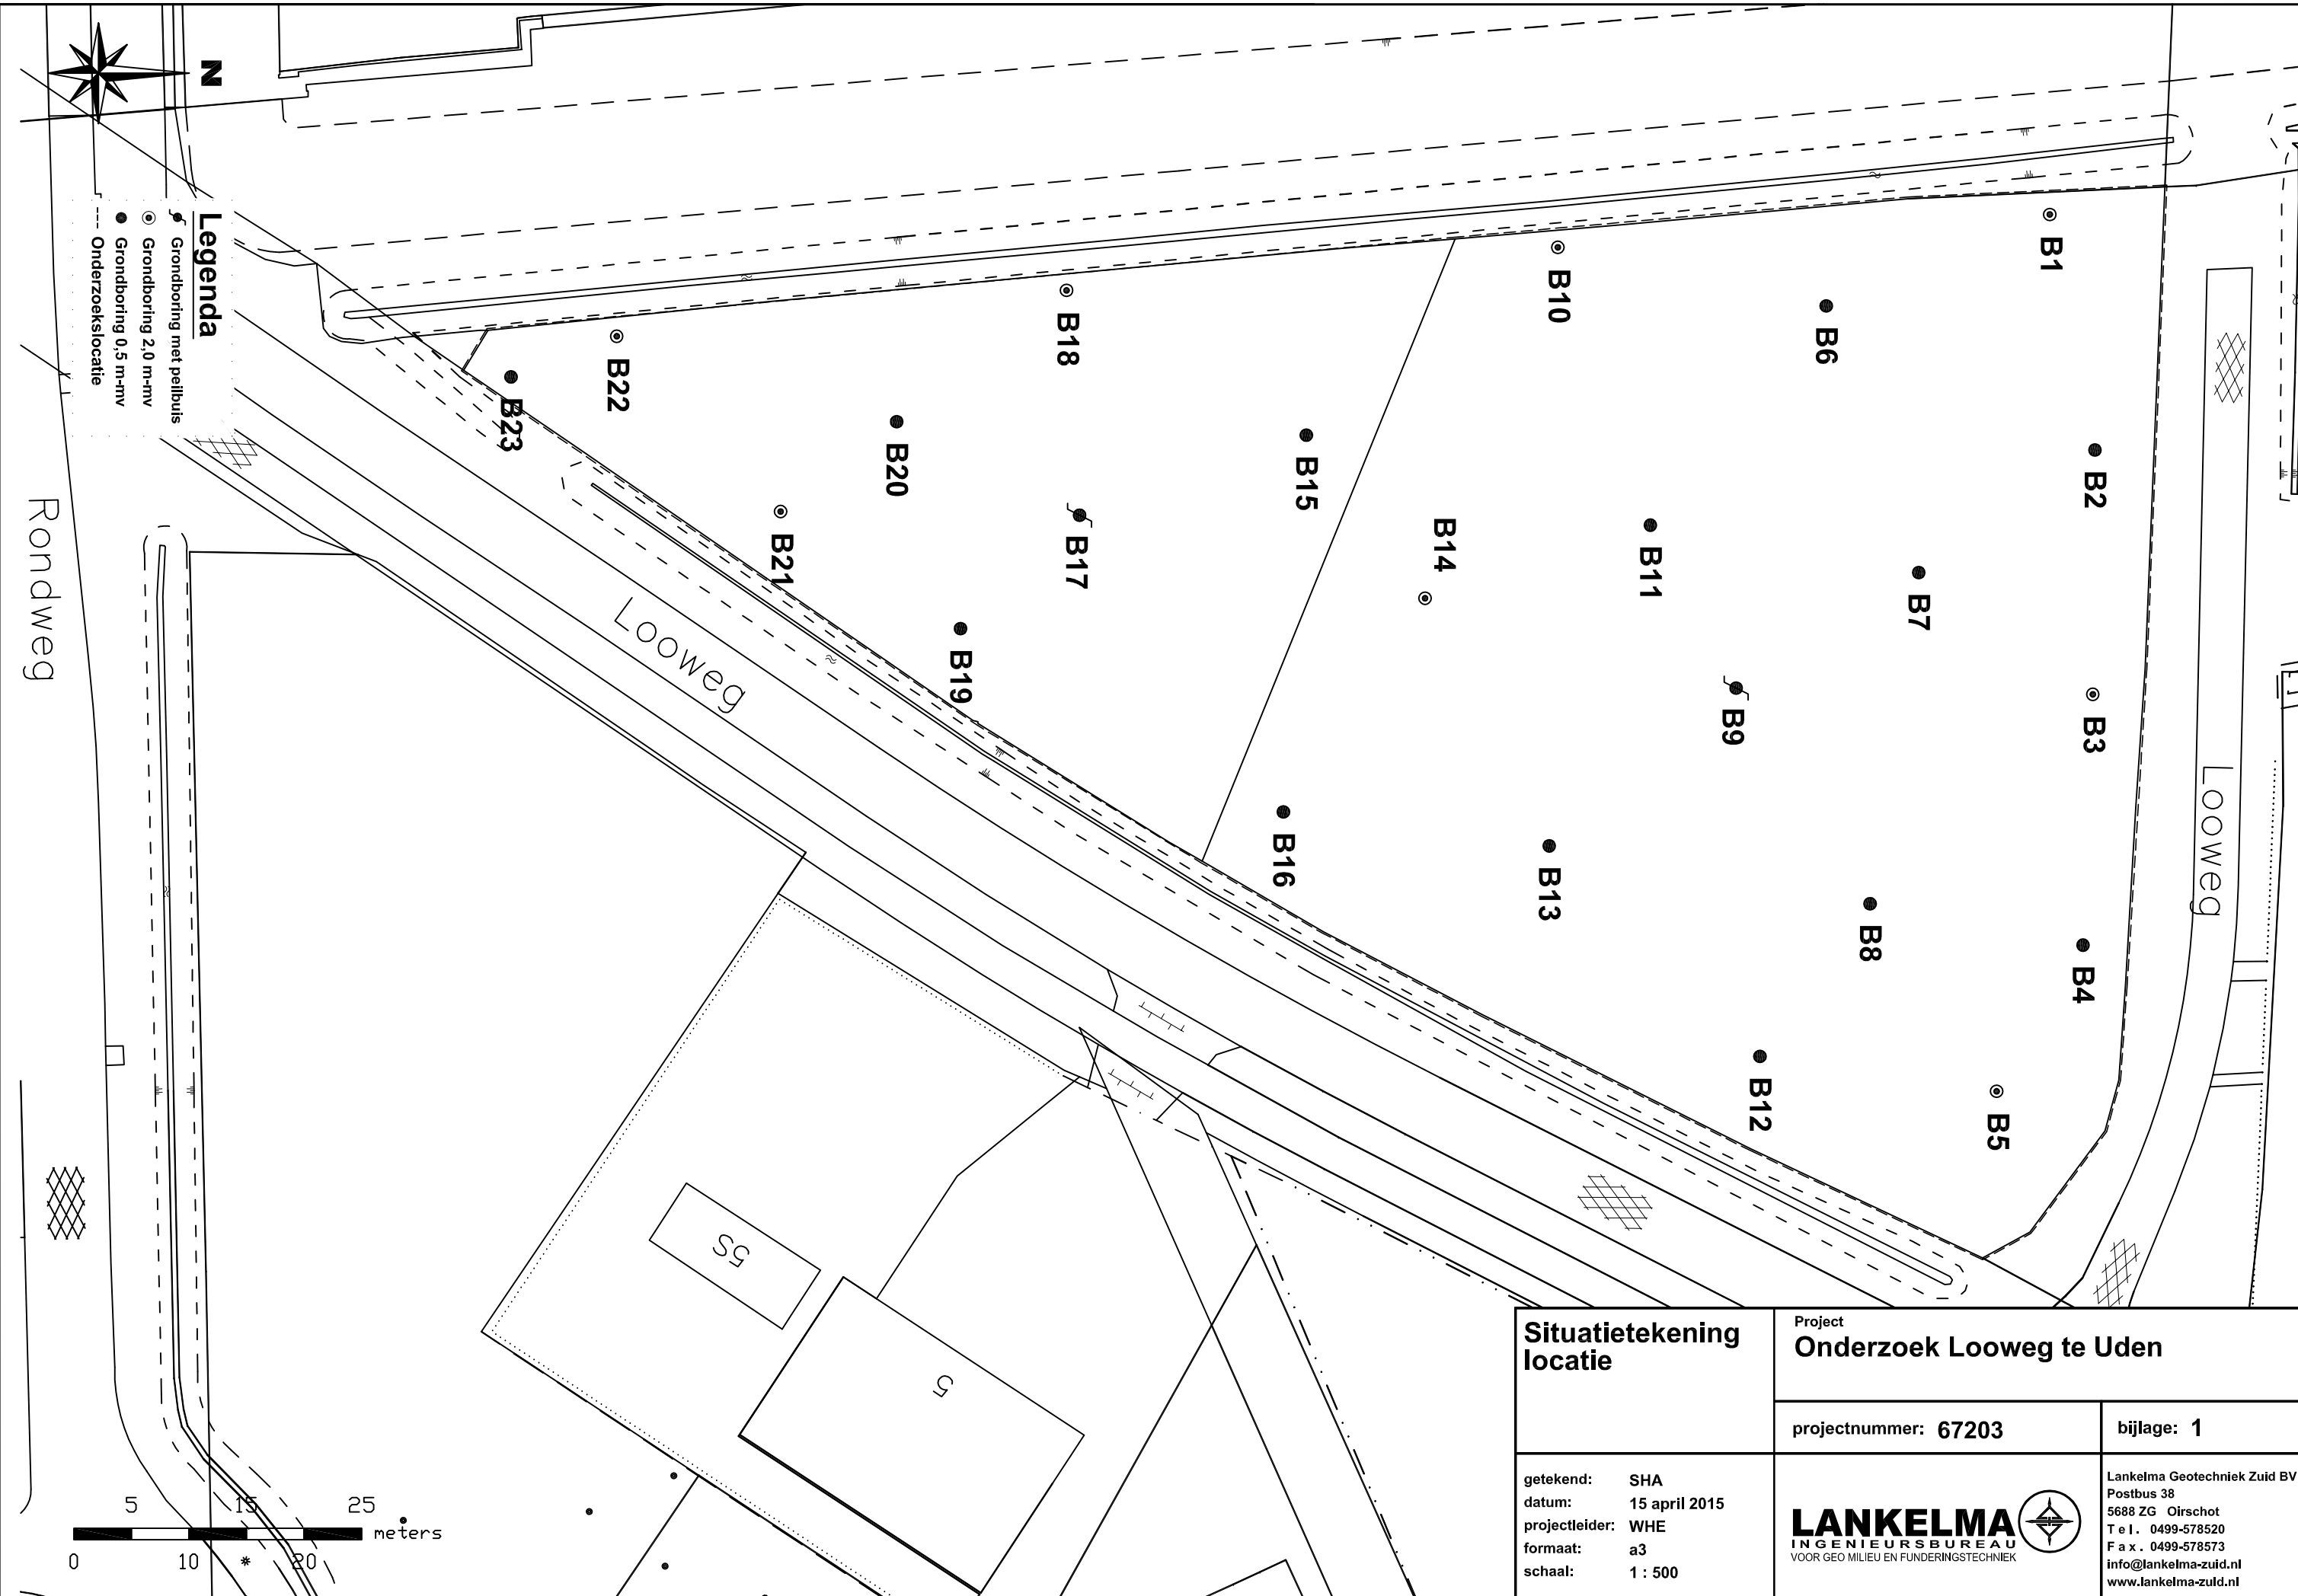 N
Legenda
Grondboring met peilbuis
Grondboring 2,0 m-mv
Grondboring 0,5 m-mv
Onderzoekslocatie
B1
B10
B6
B18
B22
B23
B20
B15
B2
B14
B17
B21
B11
B7
B19
B9
B3
B16
B13
B8
B4
B12
B5
Rondweg
Looweg
Looweg
5S
5
5 15 25
meters
0 10 20
Situatietekening
locatie
Project
Onderzoek Looweg te Uden
projectnummer: 67203
bijlage: 1
getekend: SHA
datum: 15 april 2015
projectleider: WHE
formaat: a3
schaal: 1 : 500
LANKELMA
INGENIEURSBUREAU
VOOR GEO MILIEU EN FUNDERINGSTECHNIEK
Lankelma Geotechniek Zuid BV
Postbus 38
5688 ZG Oirschot
Tel. 0499-578520
Fax. 0499-578573
info@lankelma-zuid.nl
www.lankelma-zuid.nl